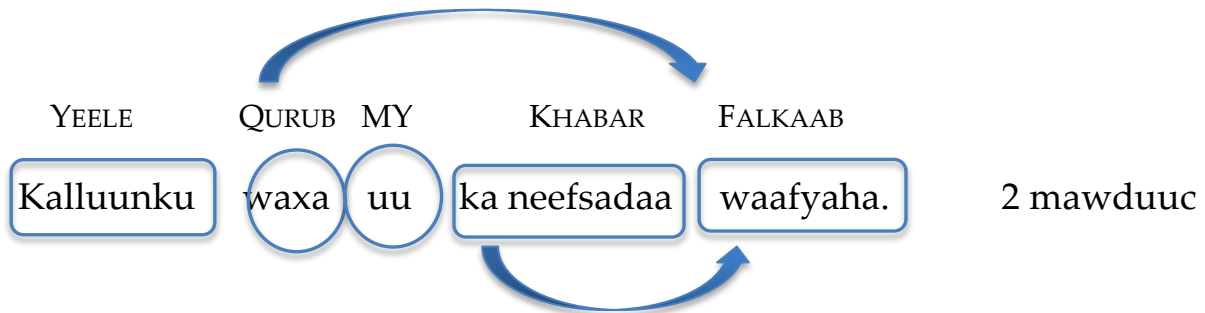 YEELE QURUB MY KHABAR FALKAAB
Kalluunku waxa uu ka neefsadaa waafyaha. 2 mawduuc